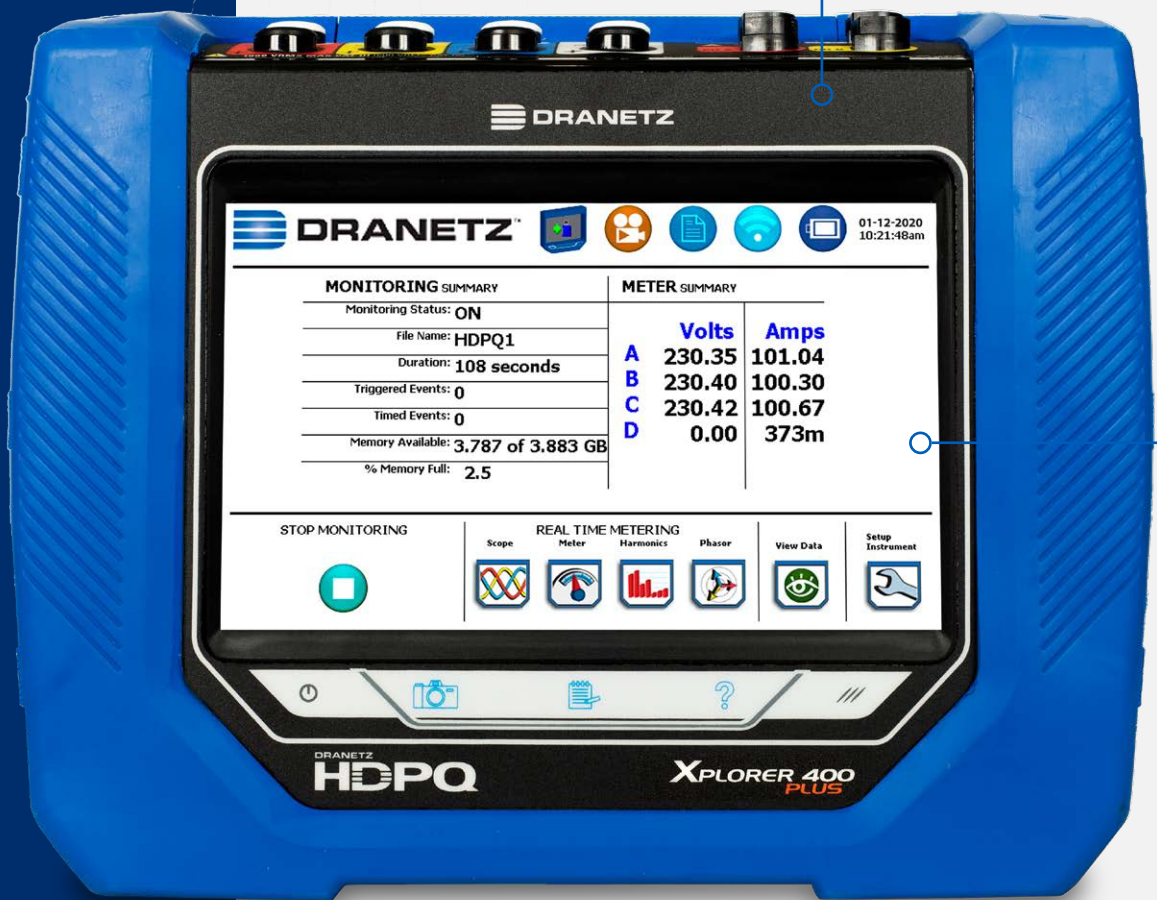 DRANETZ
DRANETZ
01-12-2020
10:21:48am
MONITORING SUMMARY
Monitoring Status: ON
File Name: HDPQ1
Duration: 108 seconds
Triggered Events: 0
Timed Events: 0
Memory Available: 3.787 of 3.883 GB
% Memory Full: 2.5
METER SUMMARY
Volts Amps
A 230.35 101.04
B 230.40 100.30
C 230.42 100.67
D 0.00 373m
STOP MONITORING
REAL TIME METERING
Scope Meter Harmonics Phasor
View Data
Setup
Instrument
DRANETZ
HDPQ
XPLORER 400
PLUS